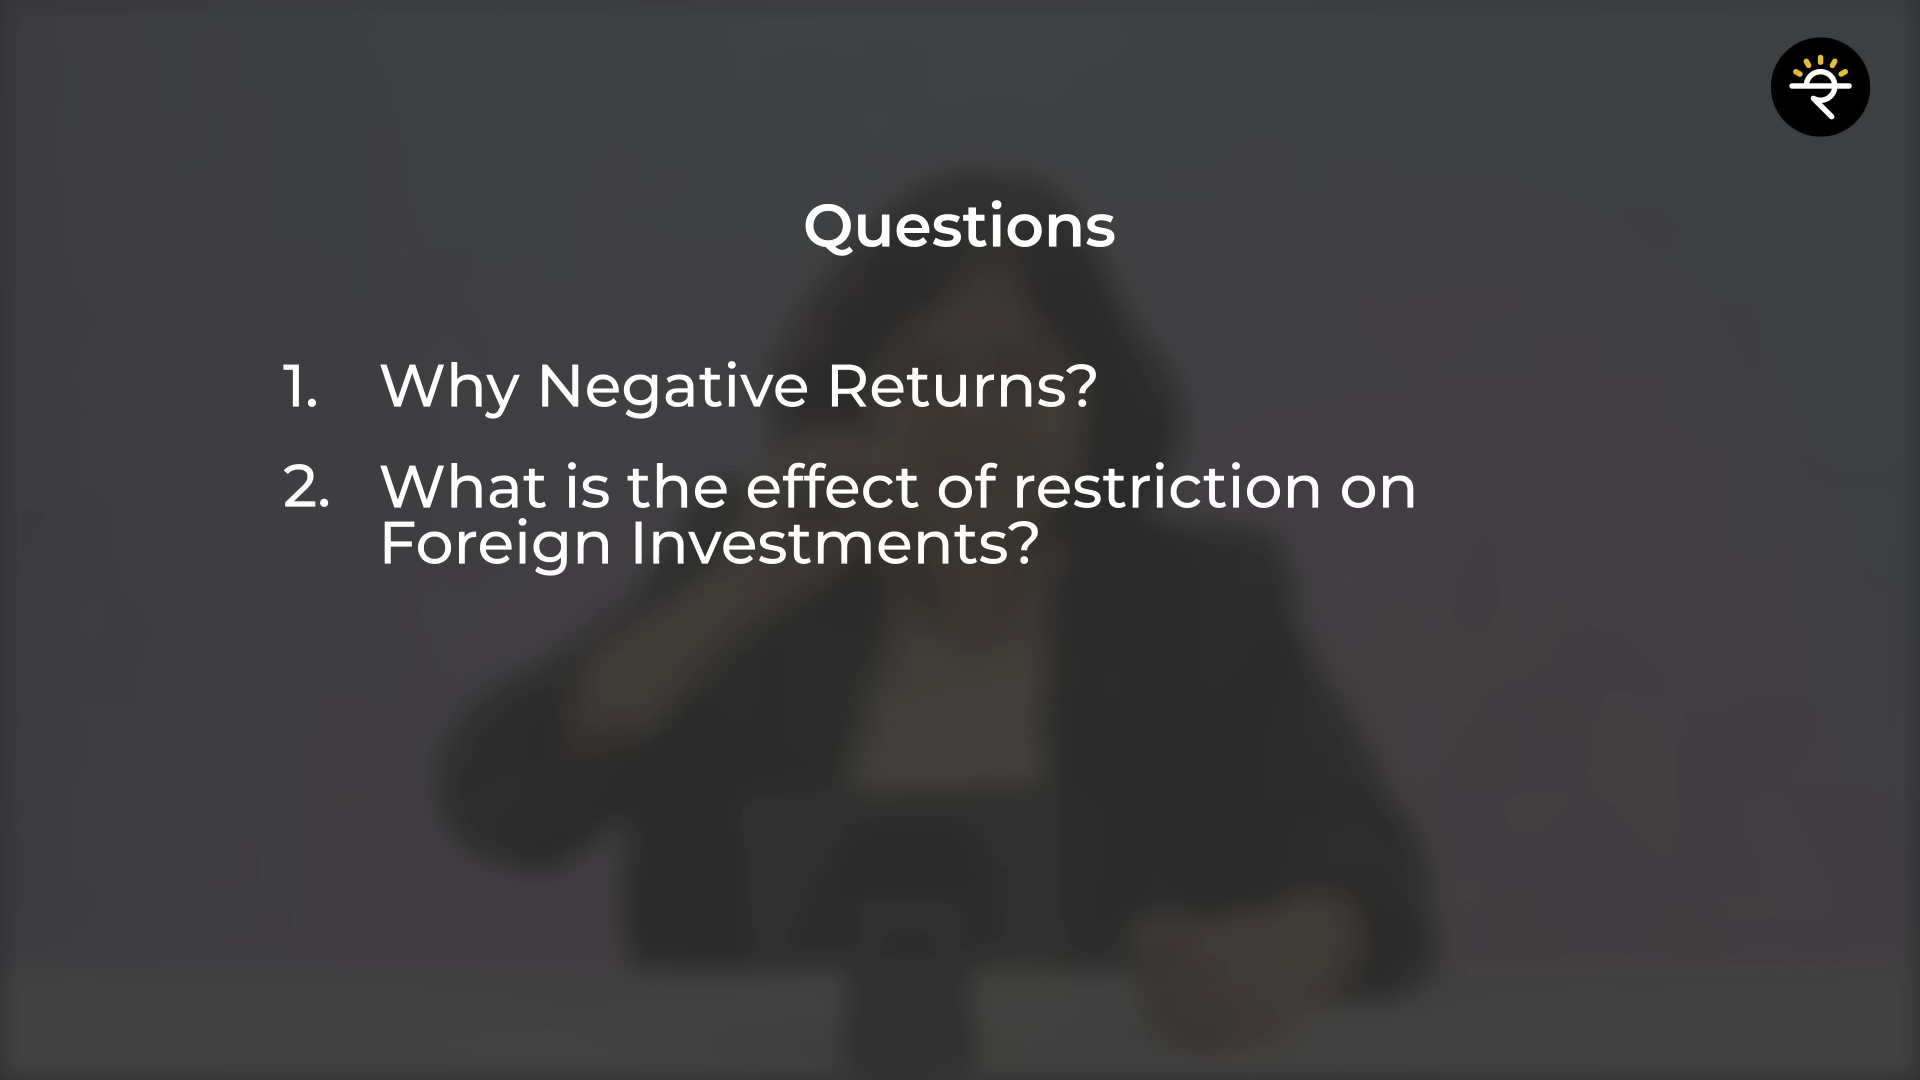 Questions
1. Why Negative Returns?
2. What is the effect of restriction on
Foreign Investments?